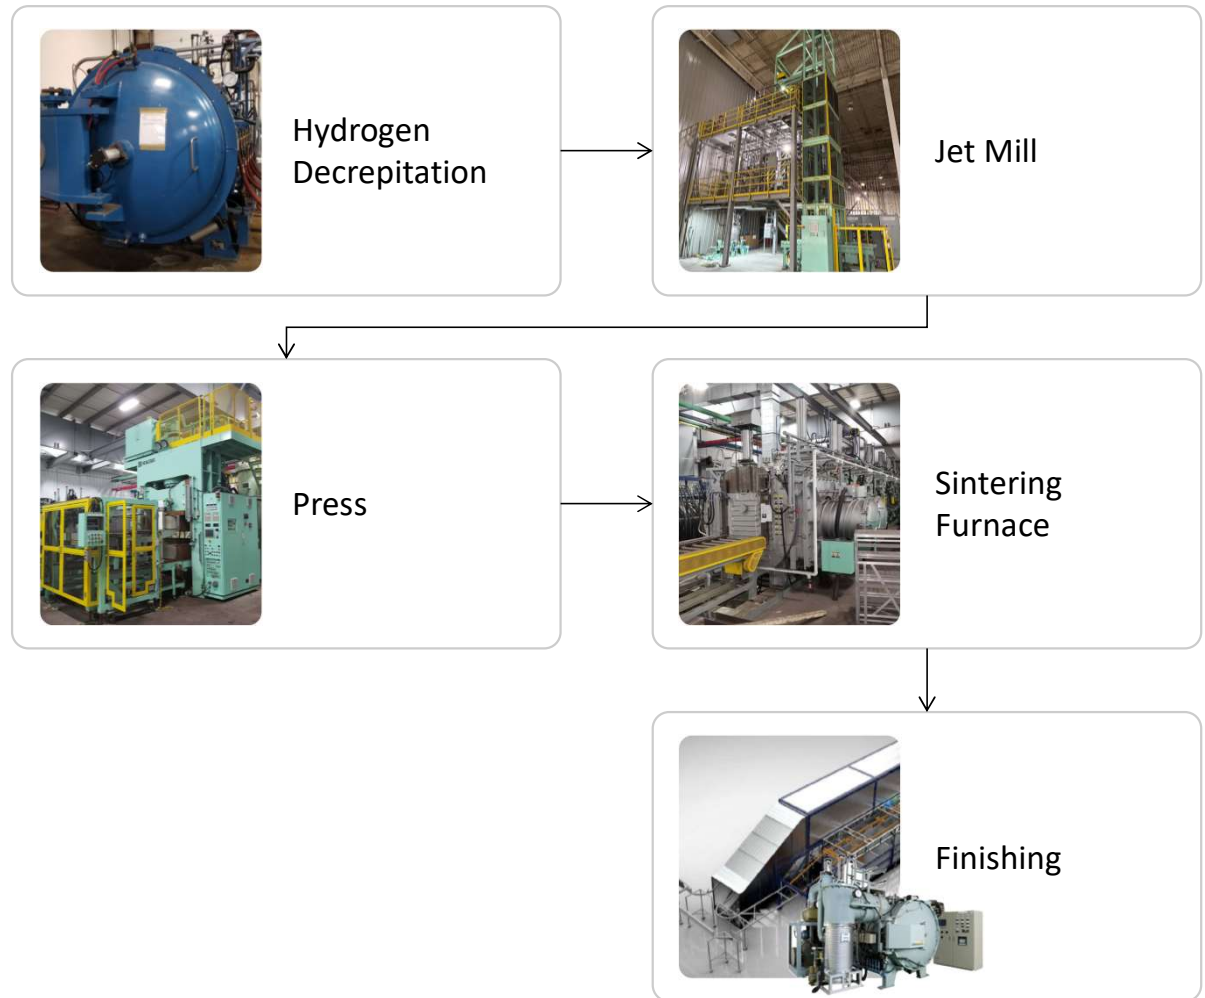 Hydrogen
Decrepitation
Jet Mill
Press
Sintering
Furnace
Finishing